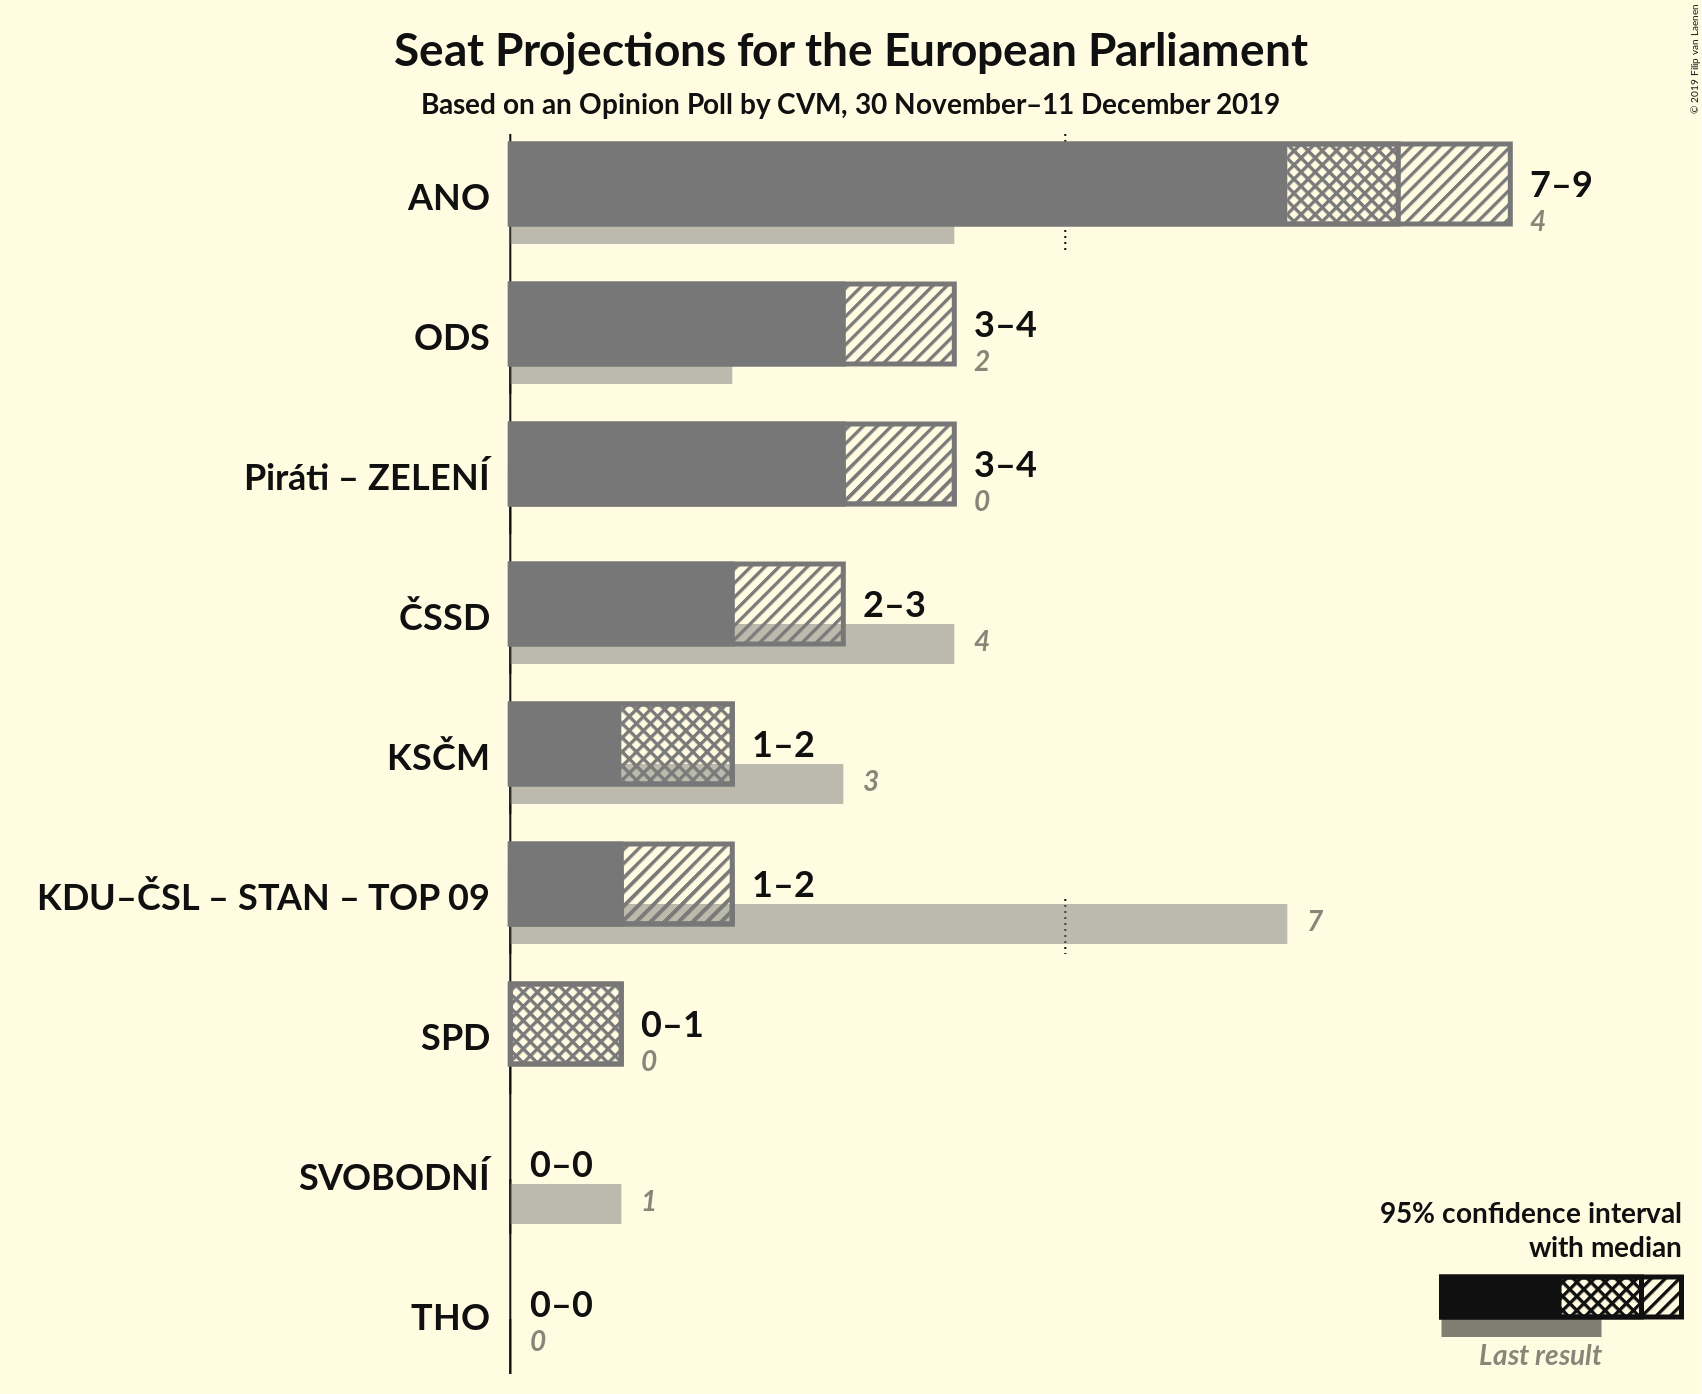 Seat Projections for the European Parliament
Based on an Opinion Poll by CVM, 30 November–11 December 2019
© 2019 Filip van Laenen
ANO
7–9
4
ODS
3–4
2
Piráti – ZELENÍ
3–4
0
ČSSD
2–3
4
KSČM
1–2
3
KDU–ČSL – STAN – TOP 09
1–2
7
SPD
0–1
0
SVOBODNÍ
0–0
1
THO
0–0
0
95% confidence interval
with median
Last result